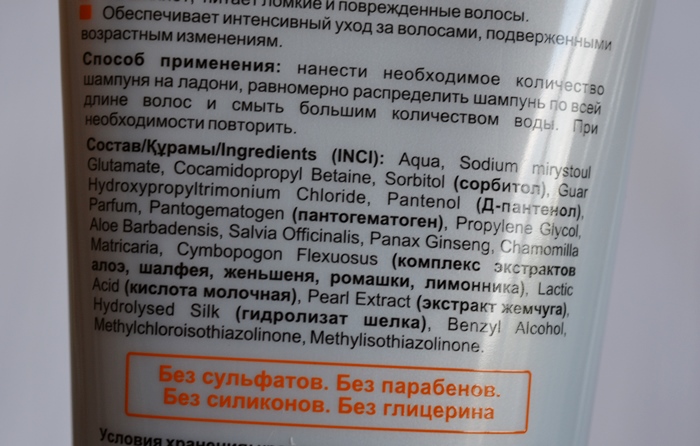 питает ломкие и поврежденные волосы.
Обеспечивает интенсивный уход за волосами, подверженными
возрастным изменениям.
Способ применения: нанести необходимое количество
шампуня на ладони, равномерно распределить шампунь по всей
длине волос и смыть большим количеством воды. При
необходимости повторить.
Состав/Құрамы/Ingredients (INCI): Aqua, Sodium mirystoul
Glutamate, Cocamidopropyl Betaine, Sorbitol (сорбитол), Guar
Hydroxypropyltrimonium Chloride, Pantenol (Д-пантенол),
Parfum, Pantogematogen (пантогематоген), Propylene Glycol,
Aloe Barbadensis, Salvia Officinalis, Panax Ginseng, Chamomilla
Matricaria, Cymbopogon Flexuosus (комплекс экстрактов
алоэ, шалфея, женьшеня, ромашки, лимонника), Lactic
Acid (кислота молочная), Pearl Extract (экстракт жемчуга),
Hydrolysed Silk (гидролизат шелка), Benzyl Alcohol,
Methylchloroisothiazolinone, Methylisothiazolinone.
Без сульфатов. Без парабенов.
Без силиконов. Без глицерина
Условия